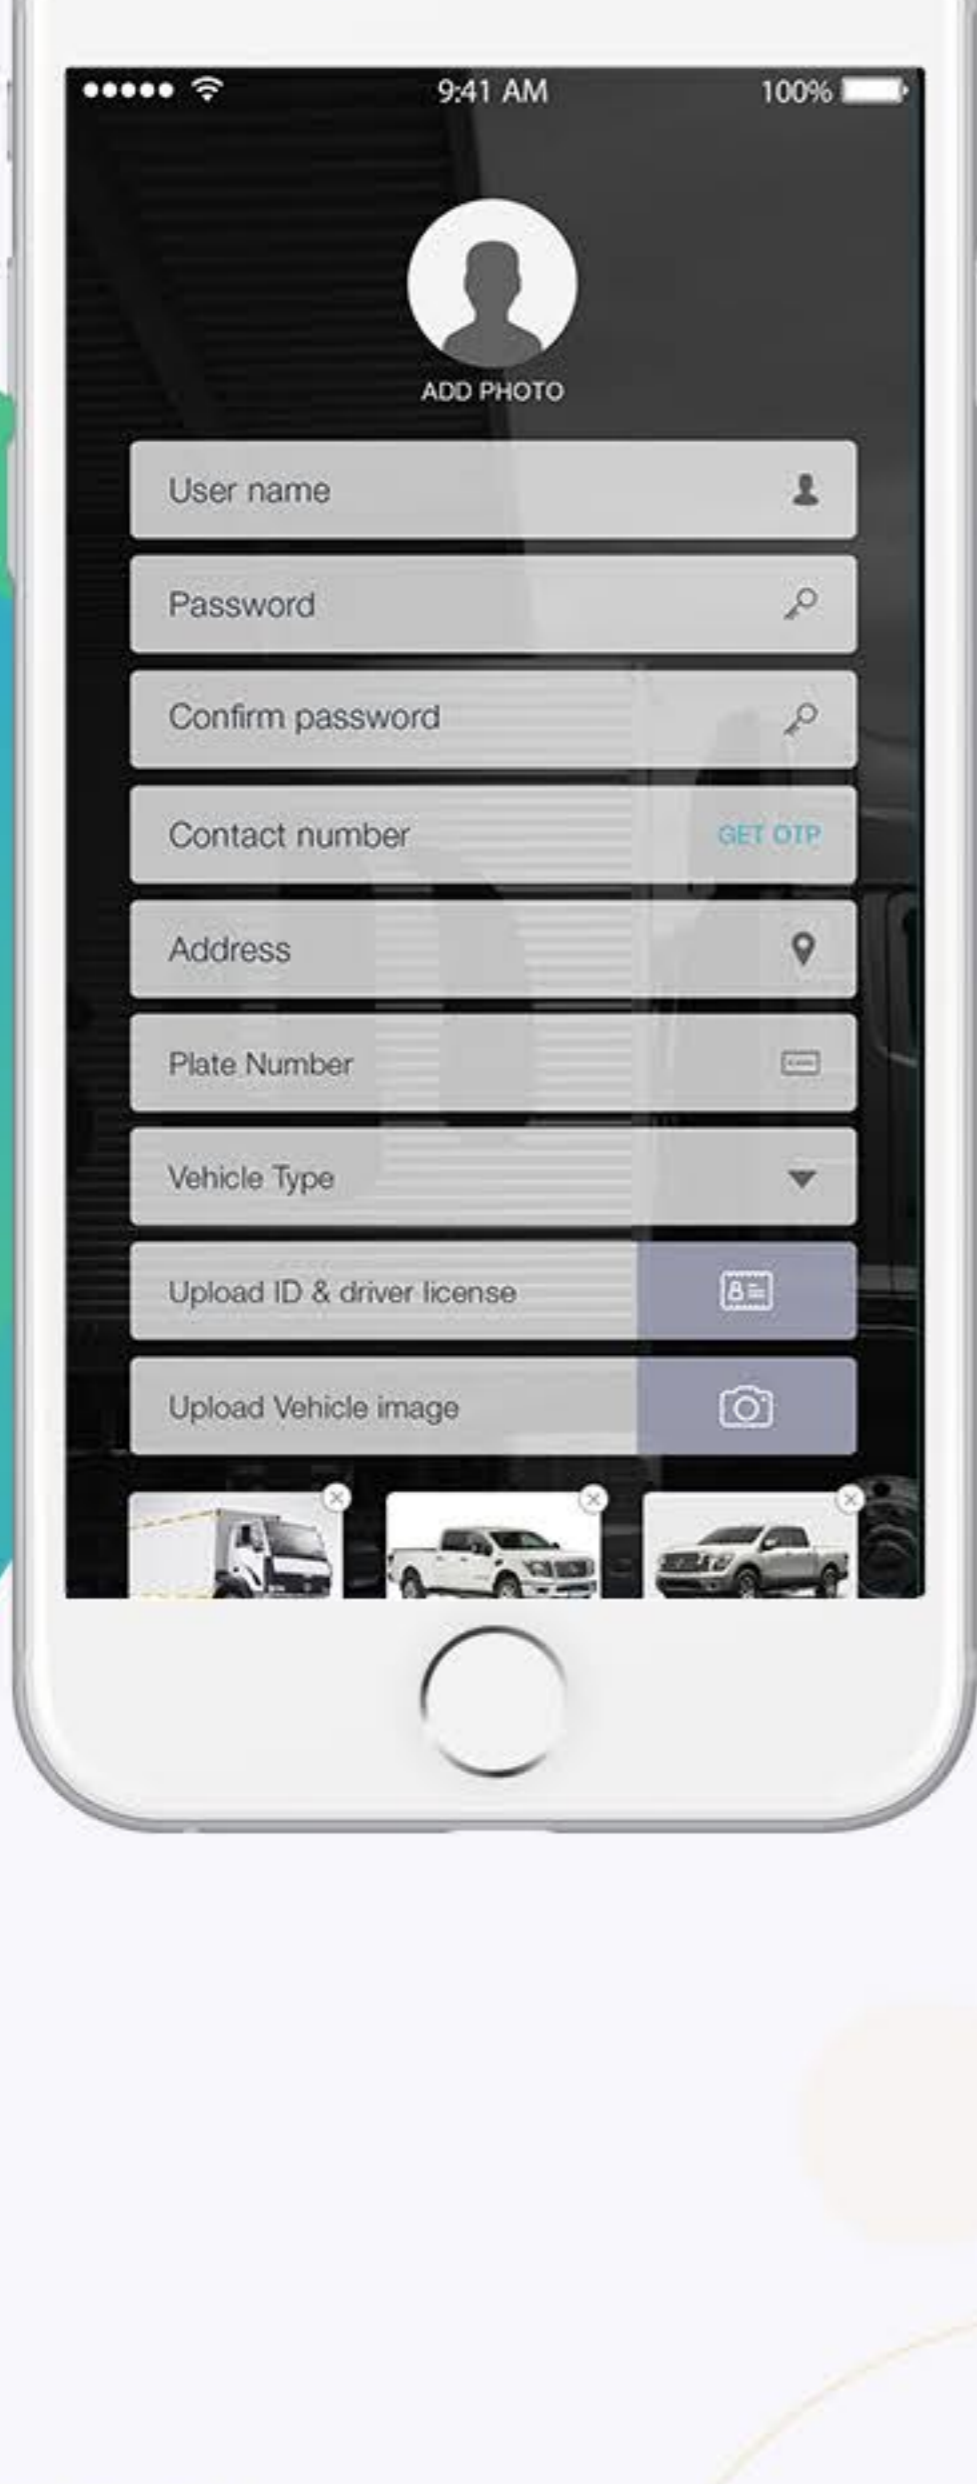 9:41 AM 100%
ADD PHOTO
User name
Password
Confirm password
Contact number GET OTP
Address
Plate Number
Vehicle Type
Upload ID & driver license
Upload Vehicle image